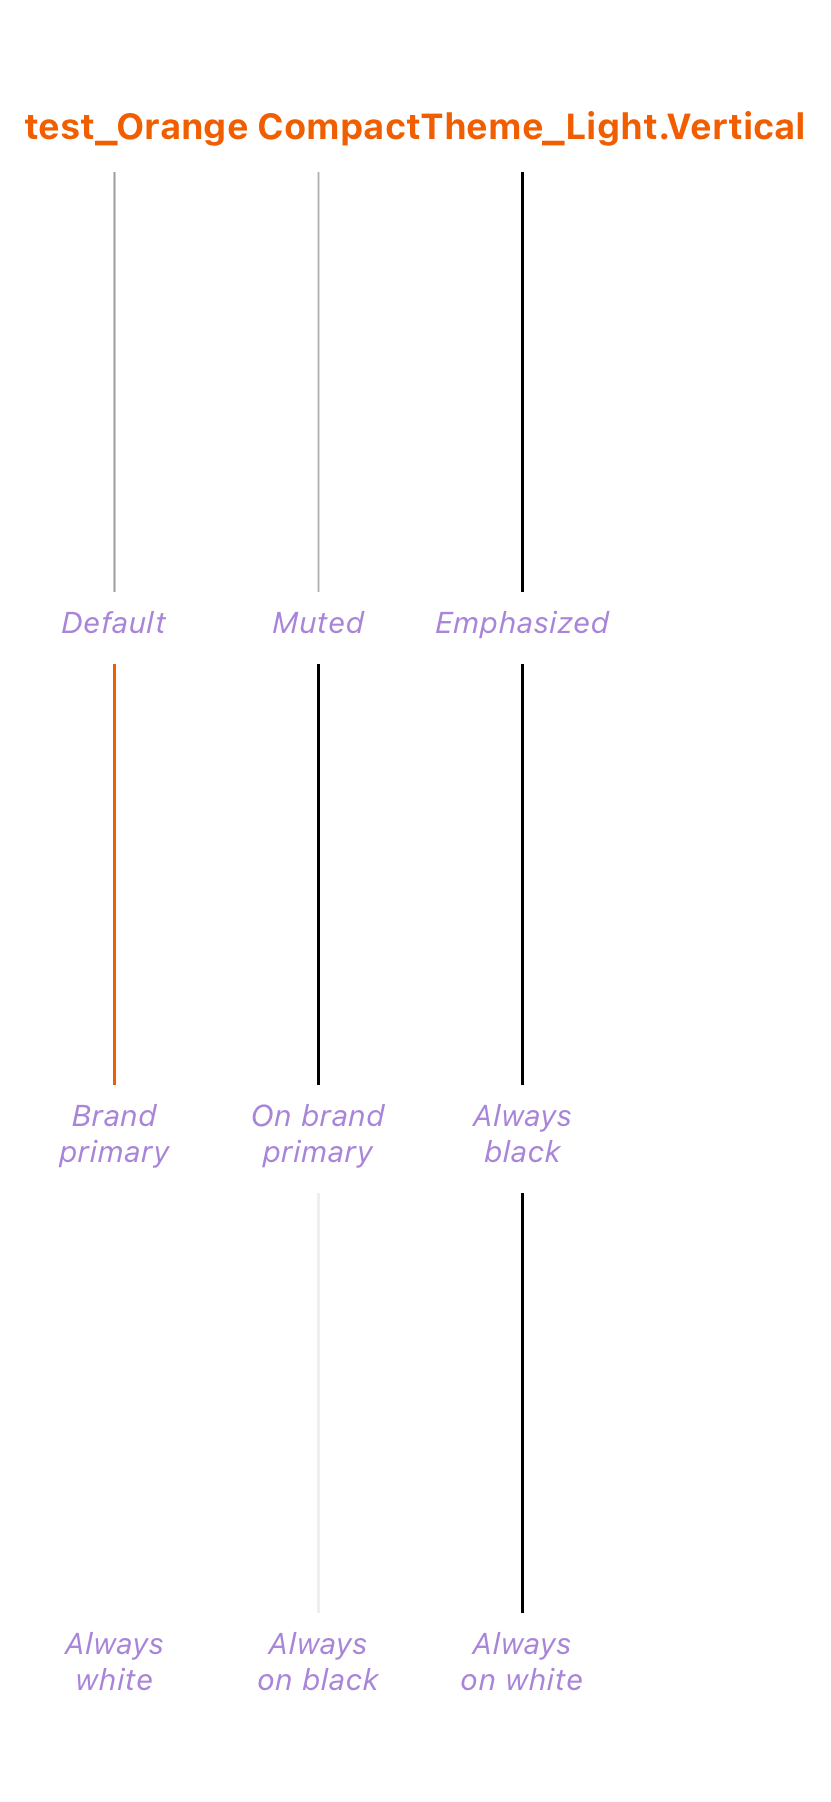 test_Orange CompactTheme_Light.Vertical
Default
Muted
Emphasized
Brand
primary
On brand
primary
Always
black
Always
white
Always
on black
Always
on white